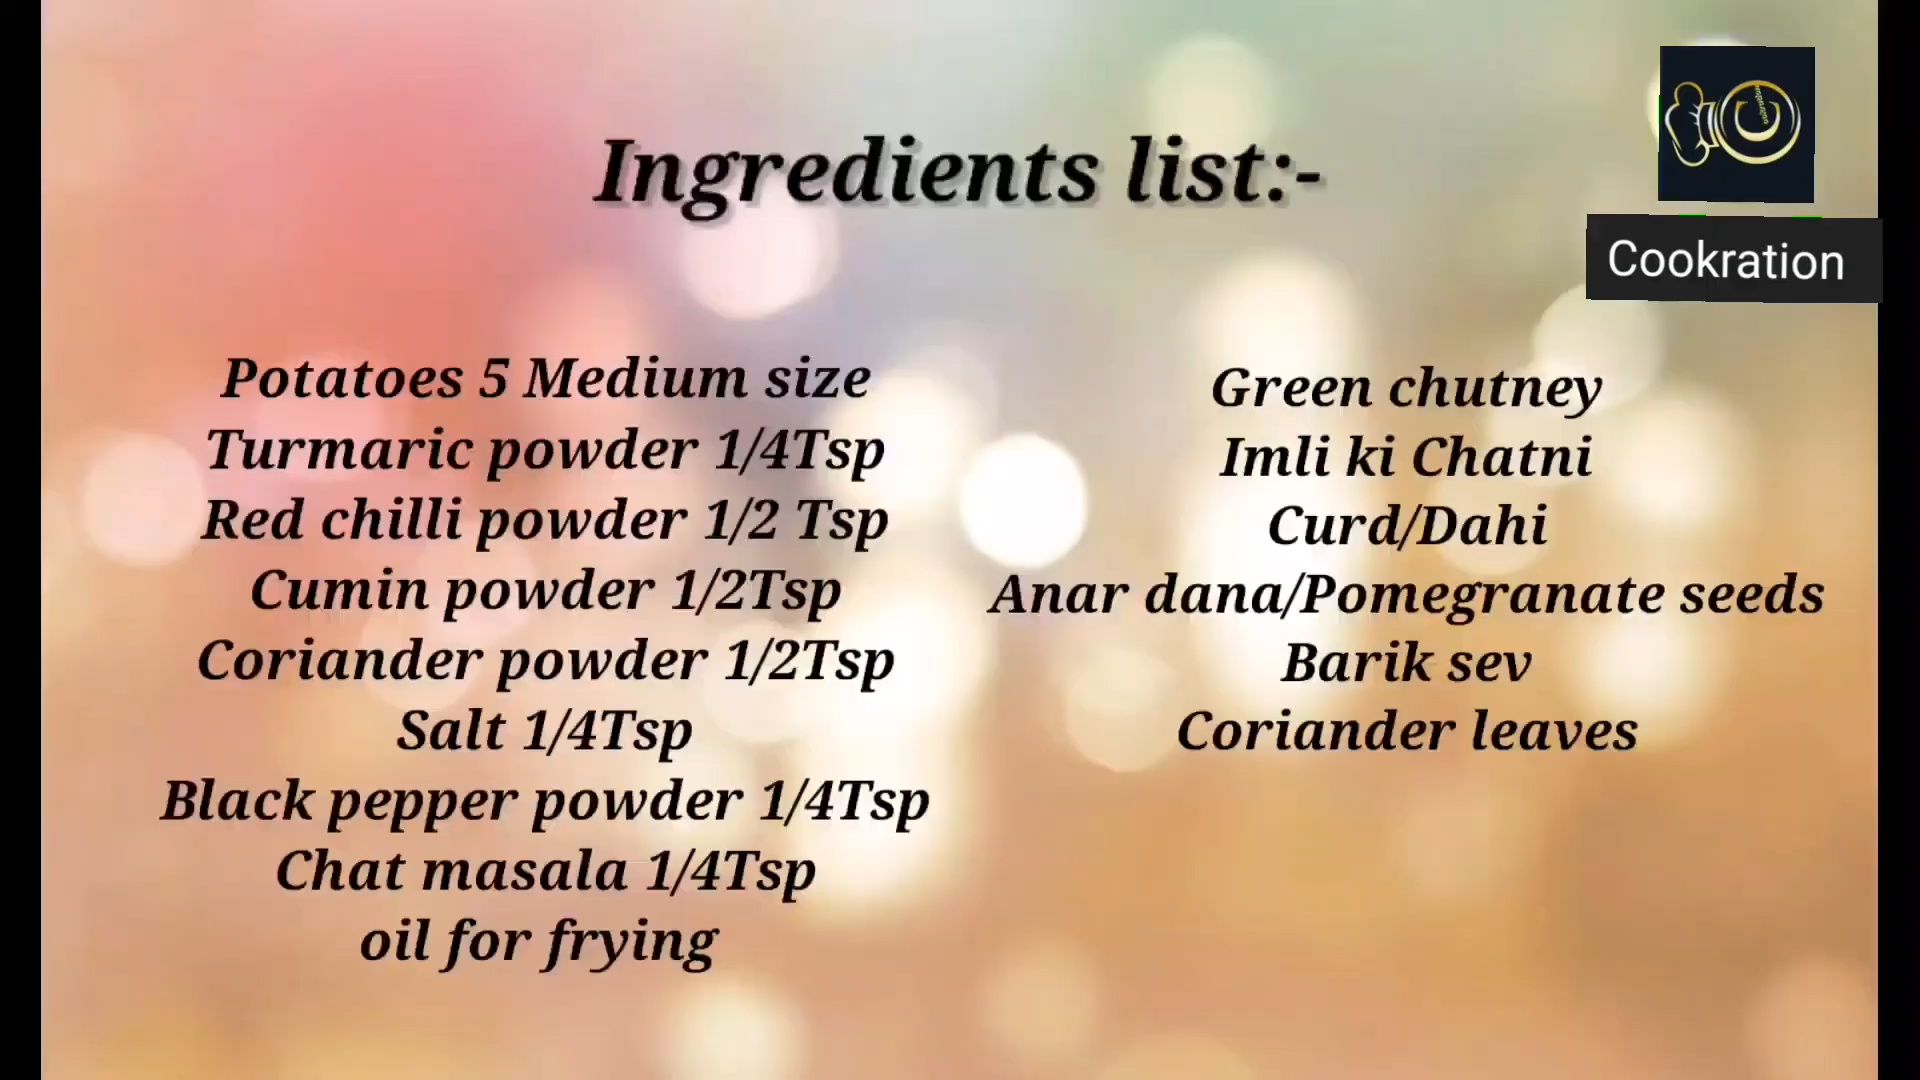 Ingredients list:-
Potatoes 5 Medium size
Turmaric powder 1/4Tsp
Red chilli powder 1/2 Tsp
Cumin powder 1/2Tsp
Coriander powder 1/2Tsp
Salt 1/4Tsp
Black pepper powder 1/4Tsp
Chat masala 1/4Tsp
oil for frying
Green chutney
Imli ki Chatni
Curd/Dahi
Anar dana/Pomegranate seeds
Barik sev
Coriander leaves
Cookration